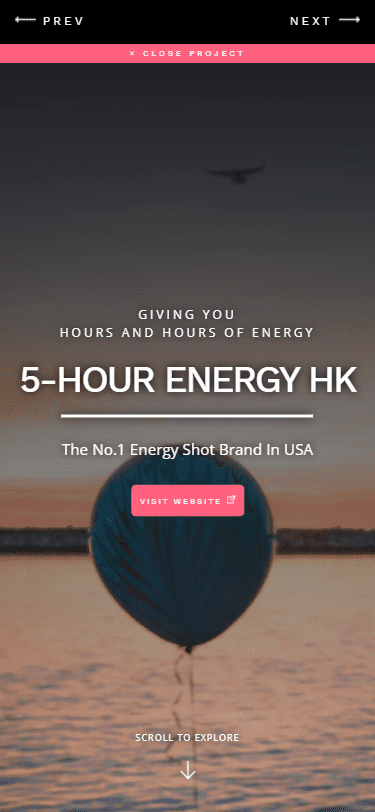 PREV
NEXT
× CLOSE PROJECT
GIVING YOU
HOURS AND HOURS OF ENERGY
5-HOUR ENERGY HK
The No.1 Energy Shot Brand In USA
VISIT WEBSITE
SCROLL TO EXPLORE